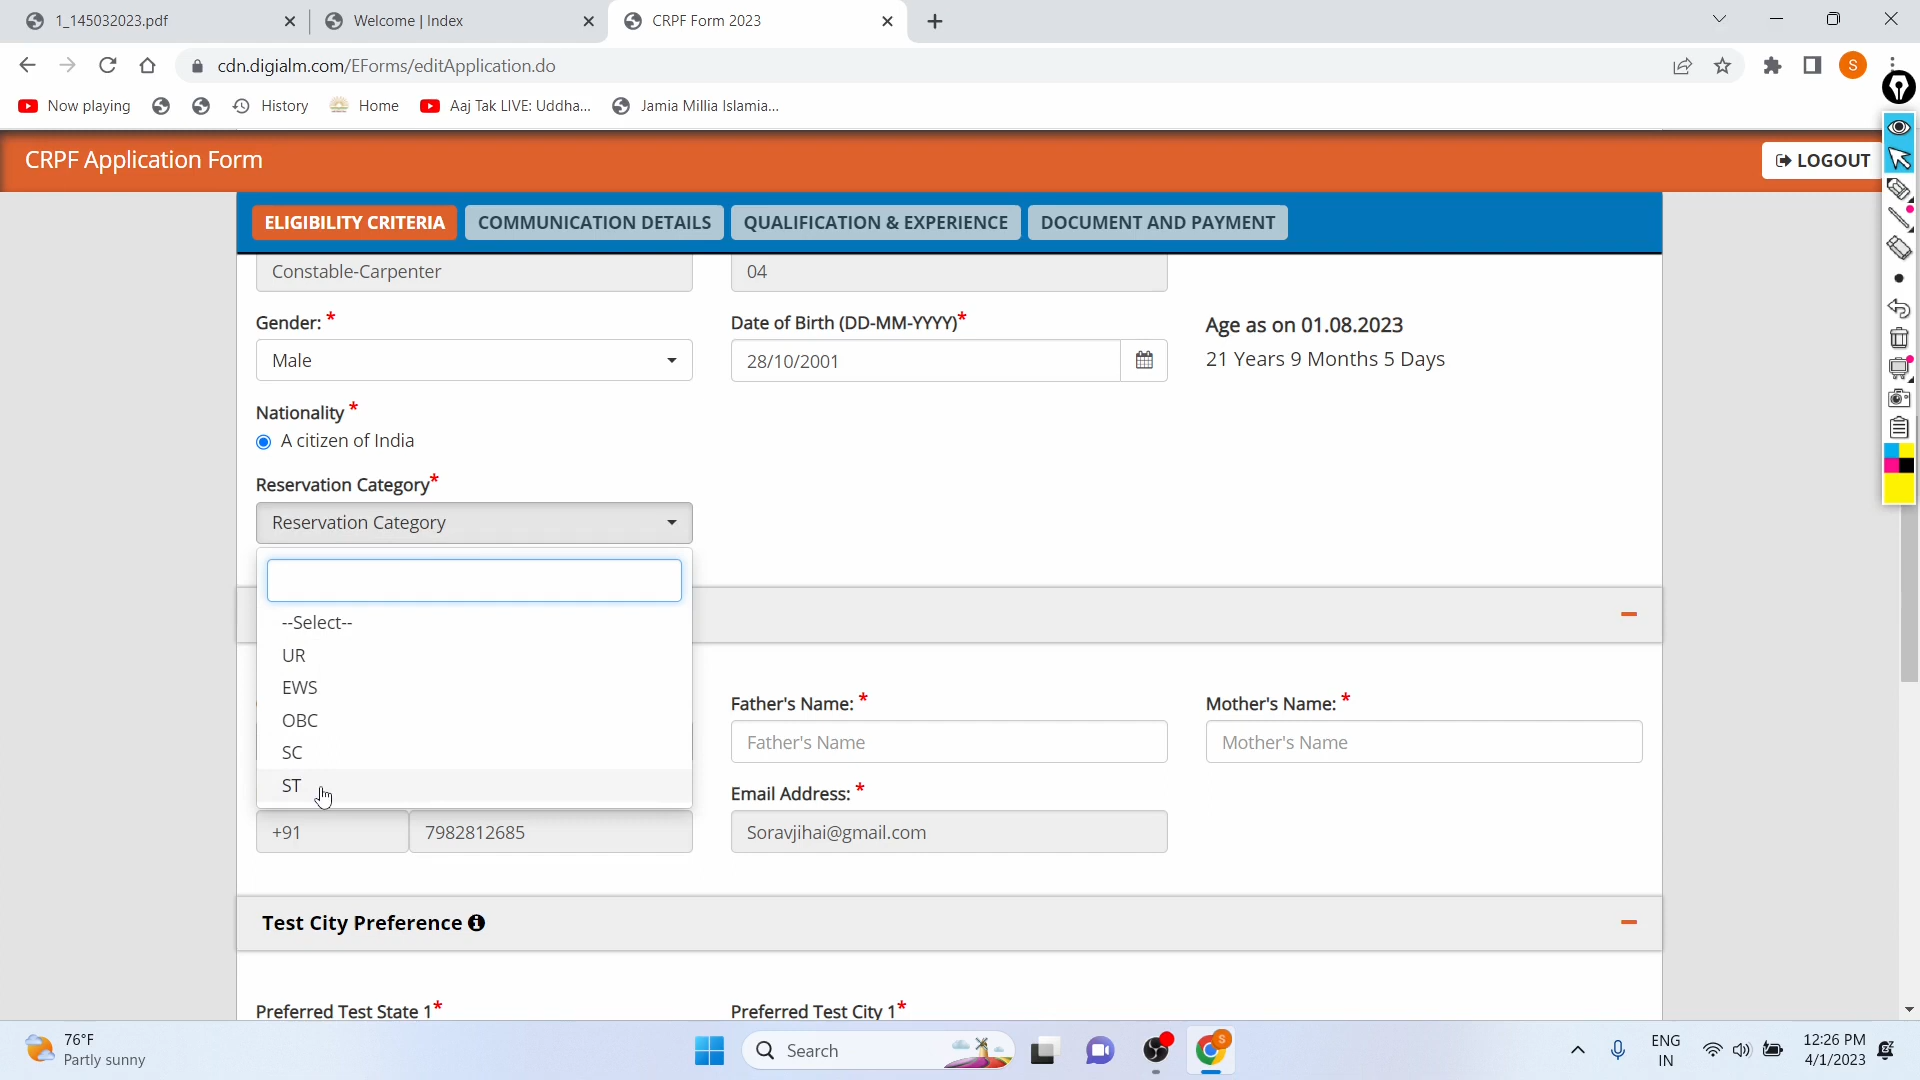 1_145032023.pdf
Welcome | Index
CRPF Form 2023
cdn.digialm.com/EForms/editApplication.do
S
Now playing
History
Home
Aaj Tak LIVE: Uddha...
Jamia Millia Islamia...
CRPF Application Form
LOGOUT
ELIGIBILITY CRITERIA
COMMUNICATION DETAILS
QUALIFICATION & EXPERIENCE
DOCUMENT AND PAYMENT
Constable-Carpenter
04
Gender: *
Date of Birth (DD-MM-YYYY)*
Age as on 01.08.2023
Male
28/10/2001
21 Years 9 Months 5 Days
Nationality *
A citizen of India
Reservation Category*
Reservation Category
--Select--
UR
EWS
OBC
SC
ST
Father's Name: *
Mother's Name: *
Father's Name
Mother's Name
Email Address: *
+91
7982812685
Soravjihai@gmail.com
Test City Preference
Preferred Test State 1*
Preferred Test City 1*
76°F
Partly sunny
Search
S
ENG
IN
12:26 PM
4/1/2023